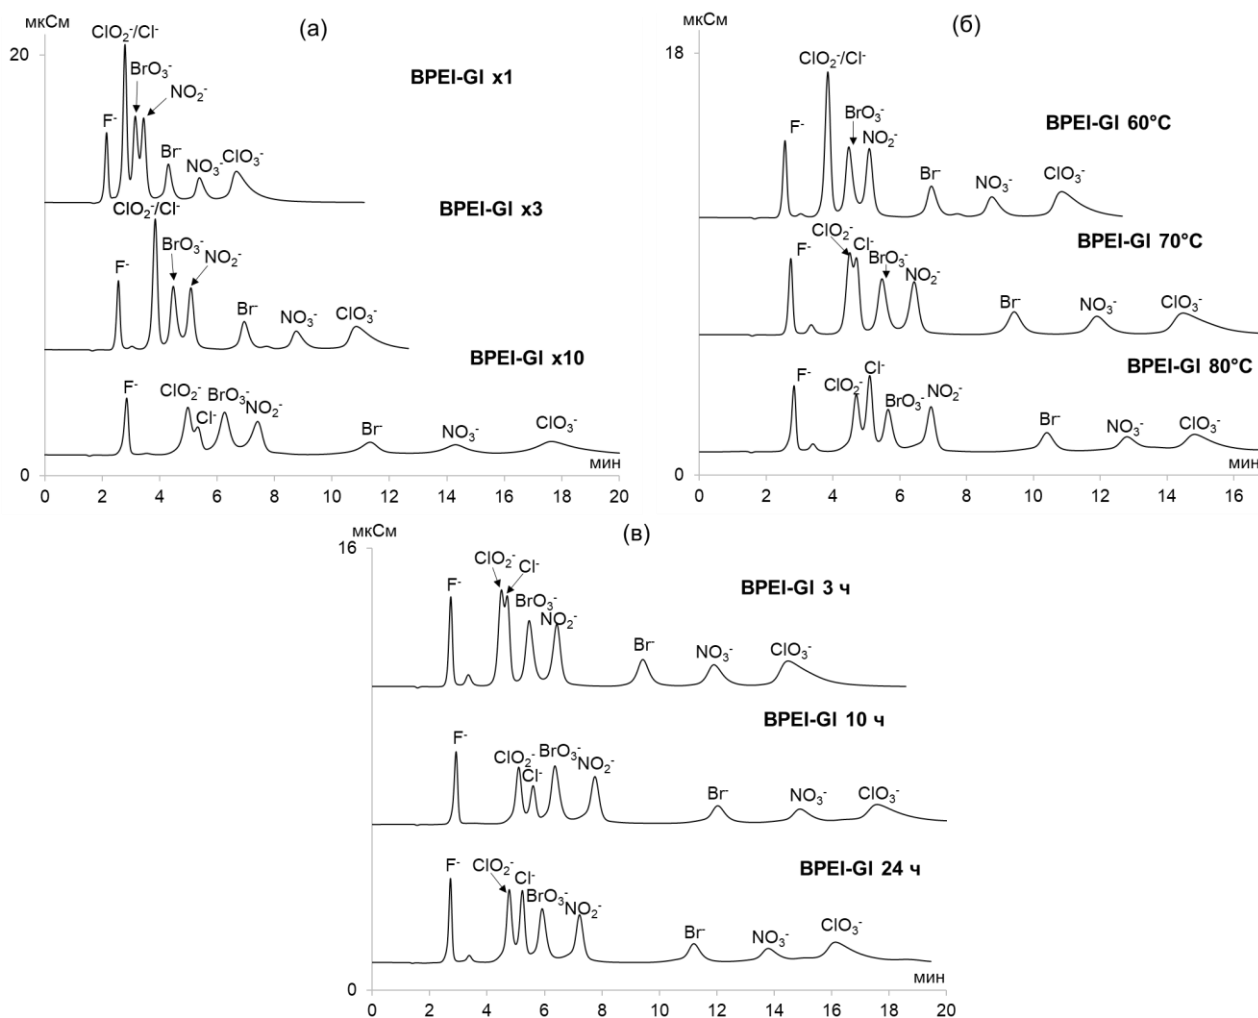 мкСм
(а)
20
ClO₂⁻/Cl⁻
BrO₃⁻
NO₂⁻
F⁻
Br⁻
NO₃⁻
ClO₃⁻
BPEI-Gl x1
ClO₂⁻/Cl⁻
BrO₃⁻
NO₂⁻
F⁻
Br⁻
NO₃⁻
ClO₃⁻
BPEI-Gl x3
F⁻
ClO₂⁻
Cl⁻
BrO₃⁻
NO₂⁻
Br⁻
NO₃⁻
ClO₃⁻
BPEI-Gl x10
0
мин
0 2 4 6 8 10 12 14 16 18 20
мкСм
(б)
18
ClO₂⁻/Cl⁻
F⁻
BrO₃⁻
NO₂⁻
Br⁻
NO₃⁻
ClO₃⁻
BPEI-Gl 60°C
F⁻
ClO₂⁻
Cl⁻
BrO₃⁻
NO₂⁻
Br⁻
NO₃⁻
ClO₃⁻
BPEI-Gl 70°C
F⁻
ClO₂⁻
Cl⁻
BrO₃⁻
NO₂⁻
Br⁻
NO₃⁻
ClO₃⁻
BPEI-Gl 80°C
0
0 2 4 6 8 10 12 14 16
мкСм
(в)
16
F⁻
ClO₂⁻
Cl⁻
BrO₃⁻
NO₂⁻
Br⁻
NO₃⁻
ClO₃⁻
BPEI-Gl 3 ч
F⁻
ClO₂⁻
Cl⁻
BrO₃⁻
NO₂⁻
Br⁻
NO₃⁻
ClO₃⁻
BPEI-Gl 10 ч
F⁻
ClO₂⁻
Cl⁻
BrO₃⁻
NO₂⁻
Br⁻
NO₃⁻
ClO₃⁻
BPEI-Gl 24 ч
0
мин
0 2 4 6 8 10 12 14 16 18 20